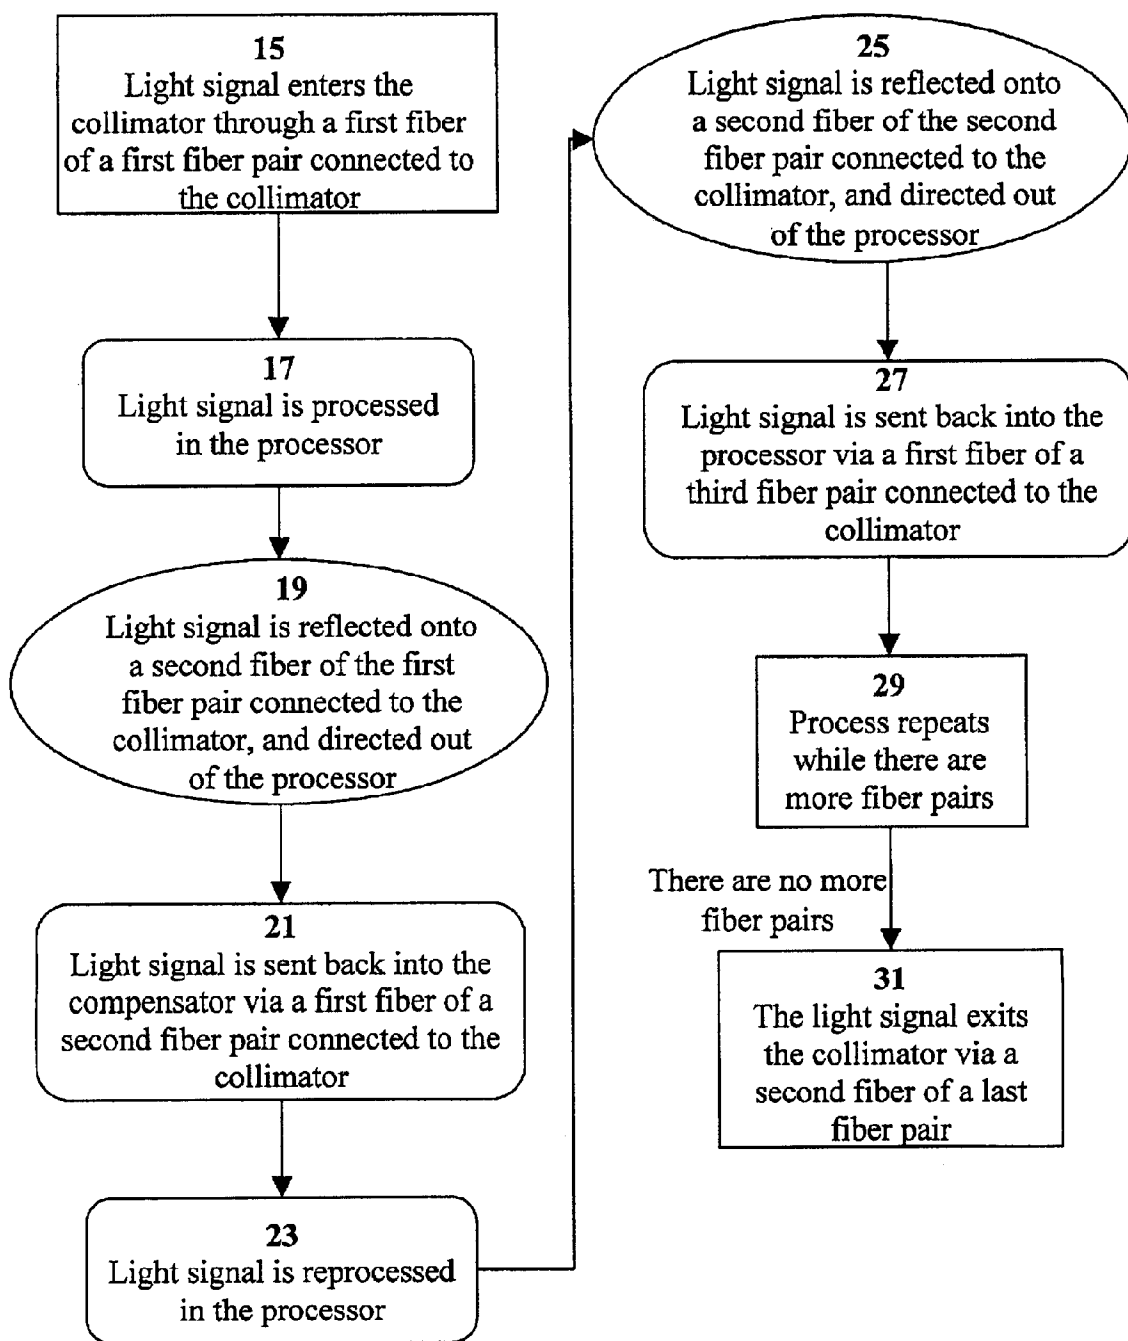 15
Light signal enters the
collimator through a first fiber
of a first fiber pair connected to
the collimator
17
Light signal is processed
in the processor
19
Light signal is reflected onto
a second fiber of the first
fiber pair connected to the
collimator, and directed out
of the processor
21
Light signal is sent back into the
compensator via a first fiber of a
second fiber pair connected to the
collimator
23
Light signal is reprocessed
in the processor
25
Light signal is reflected onto
a second fiber of the second
fiber pair connected to the
collimator, and directed out
of the processor
27
Light signal is sent back into the
processor via a first fiber of a
third fiber pair connected to the
collimator
29
Process repeats
while there are
more fiber pairs
There are no more
fiber pairs
31
The light signal exits
the collimator via a
second fiber of a last
fiber pair